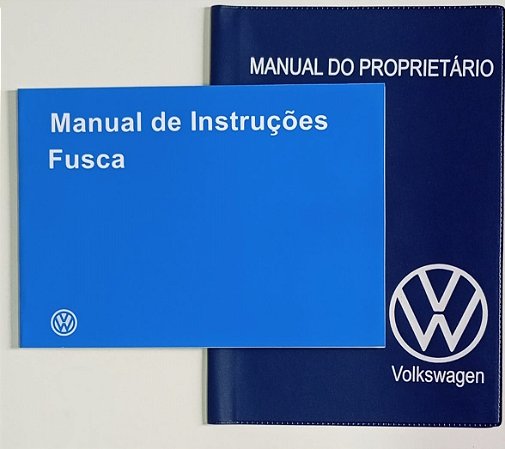 MANUAL DO PROPRIETÁRIO
Manual de Instruções
Fusca
Volkswagen